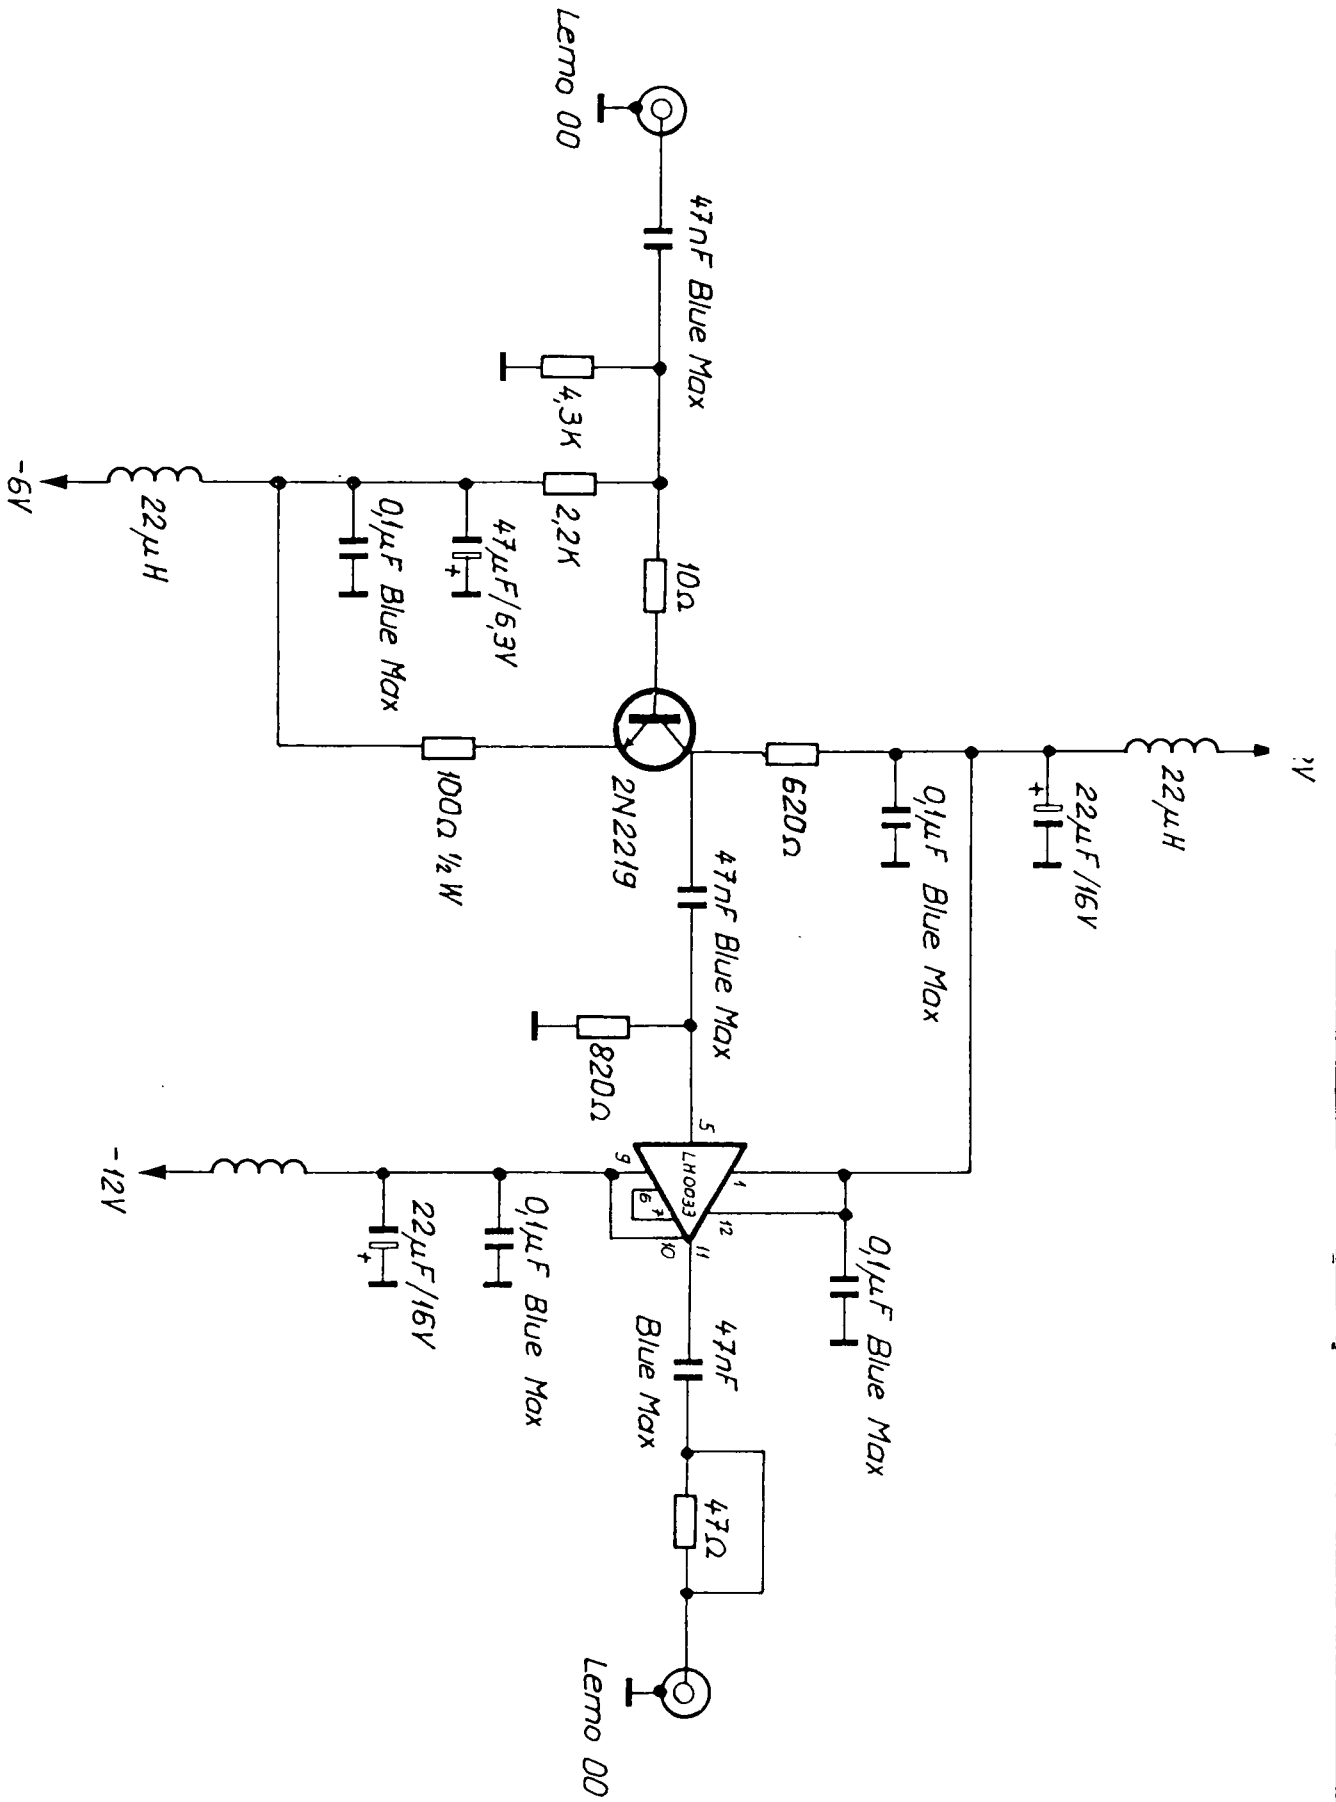 Lemo 00
47nF Blue Max
4,3K
2,2K
47µF/6,3V
+
0,1µF Blue Max
22µH
-6V
10Ω
2N2219
100Ω ½W
620Ω
0,1µF Blue Max
22µF/16V
+
22µH
V
47nF Blue Max
820Ω
5
LH0033
1
12
11
10
9
6
7
0,1µF Blue Max
0,1µF Blue Max
22µF/16V
+
-12V
47nF
Blue Max
47Ω
Lemo 00